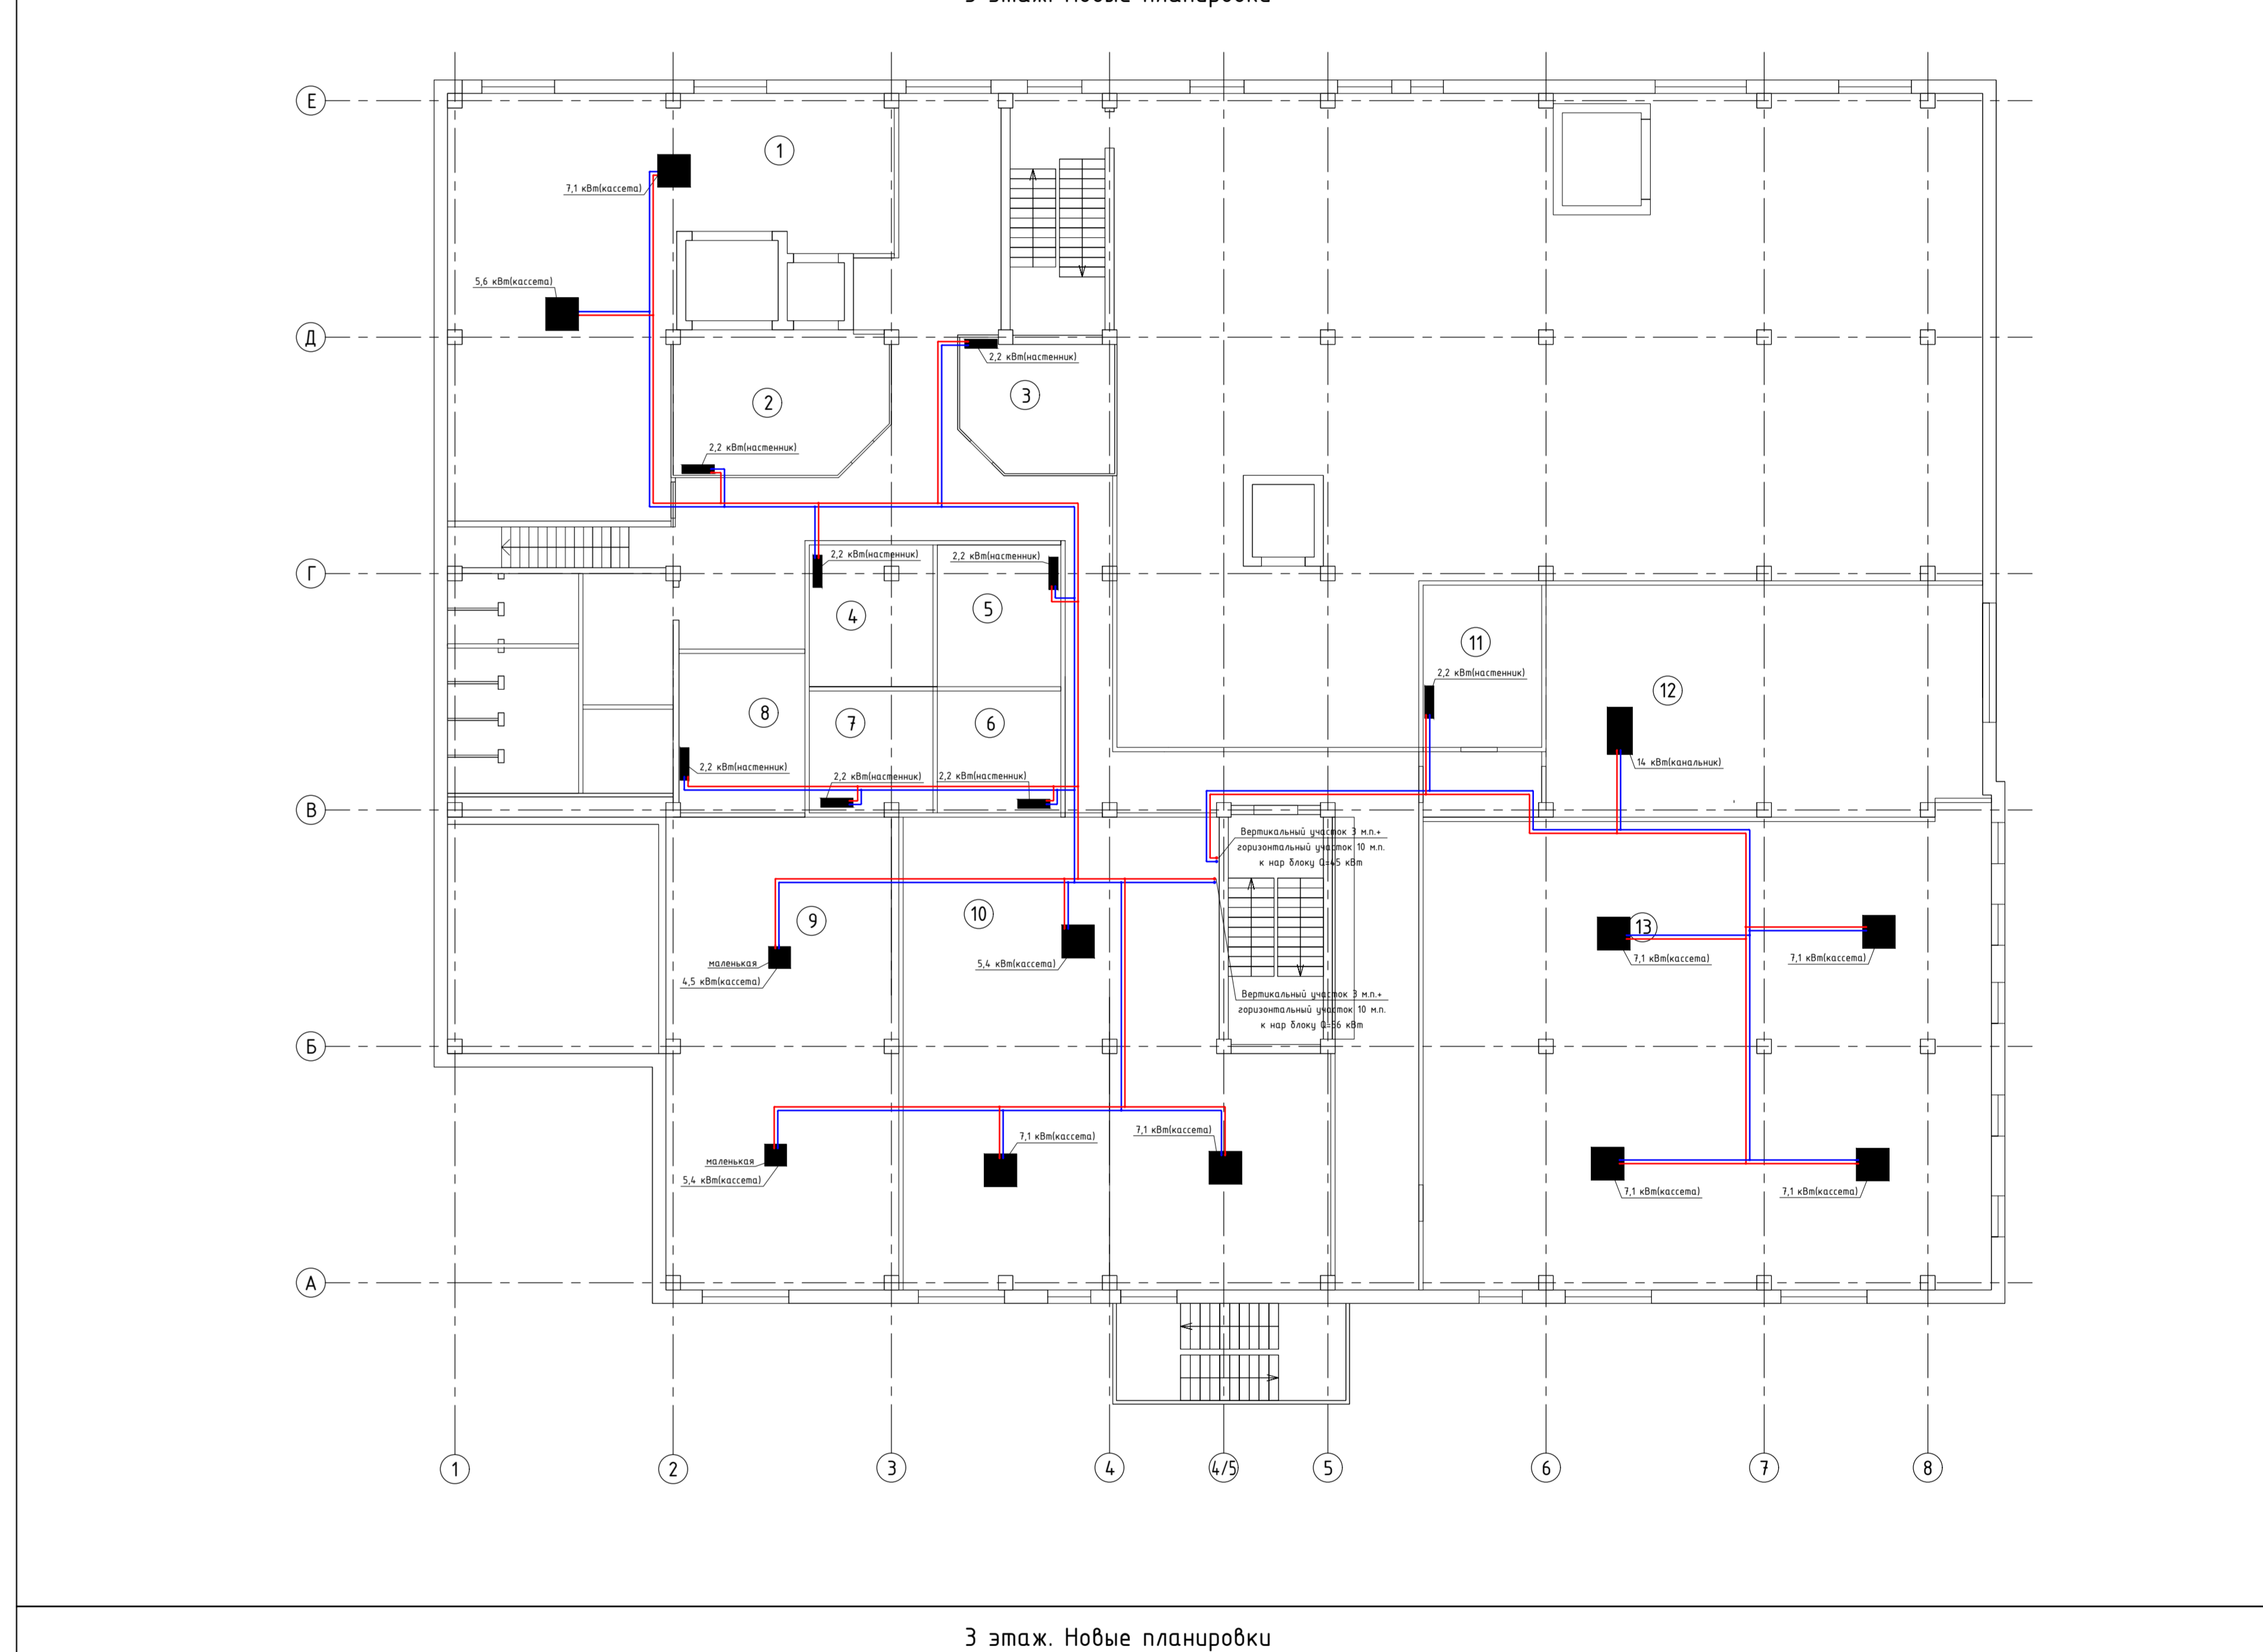 3 этаж. Новые планировки
Е
1
7,1 кВт(кассета)
5,6 кВт(кассета)
Д
2,2 кВт(настенник)
3
2
2,2 кВт(настенник)
2,2 кВт(настенник)
2,2 кВт(настенник)
Г
4
5
11
2,2 кВт(настенник)
12
8
7
6
14 кВт(канальник)
2,2 кВт(настенник)
2,2 кВт(настенник)
2,2 кВт(настенник)
В
Вертикальный участок 3 м.п.+
горизонтальный участок 10 м.п.
к нар блоку Q=45 кВт
9
10
13
маленькая
4,5 кВт(кассета)
5,4 кВт(кассета)
7,1 кВт(кассета)
7,1 кВт(кассета)
Вертикальный участок 3 м.п.+
горизонтальный участок 10 м.п.
к нар блоку Q=56 кВт
Б
7,1 кВт(кассета)
7,1 кВт(кассета)
маленькая
5,4 кВт(кассета)
7,1 кВт(кассета)
7,1 кВт(кассета)
А
1
2
3
4
4/5
5
6
7
8
3 этаж. Новые планировки